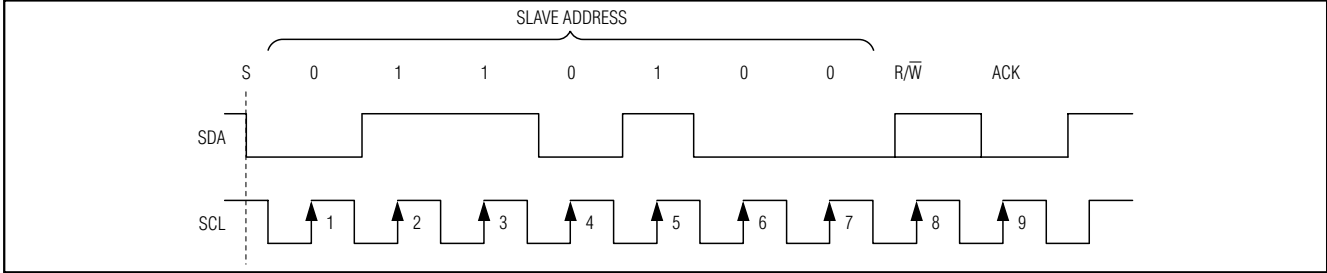 SLAVE ADDRESS
S 0 1 1 0 1 0 0 R/W̅ ACK
SDA
SCL 1 2 3 4 5 6 7 8 9